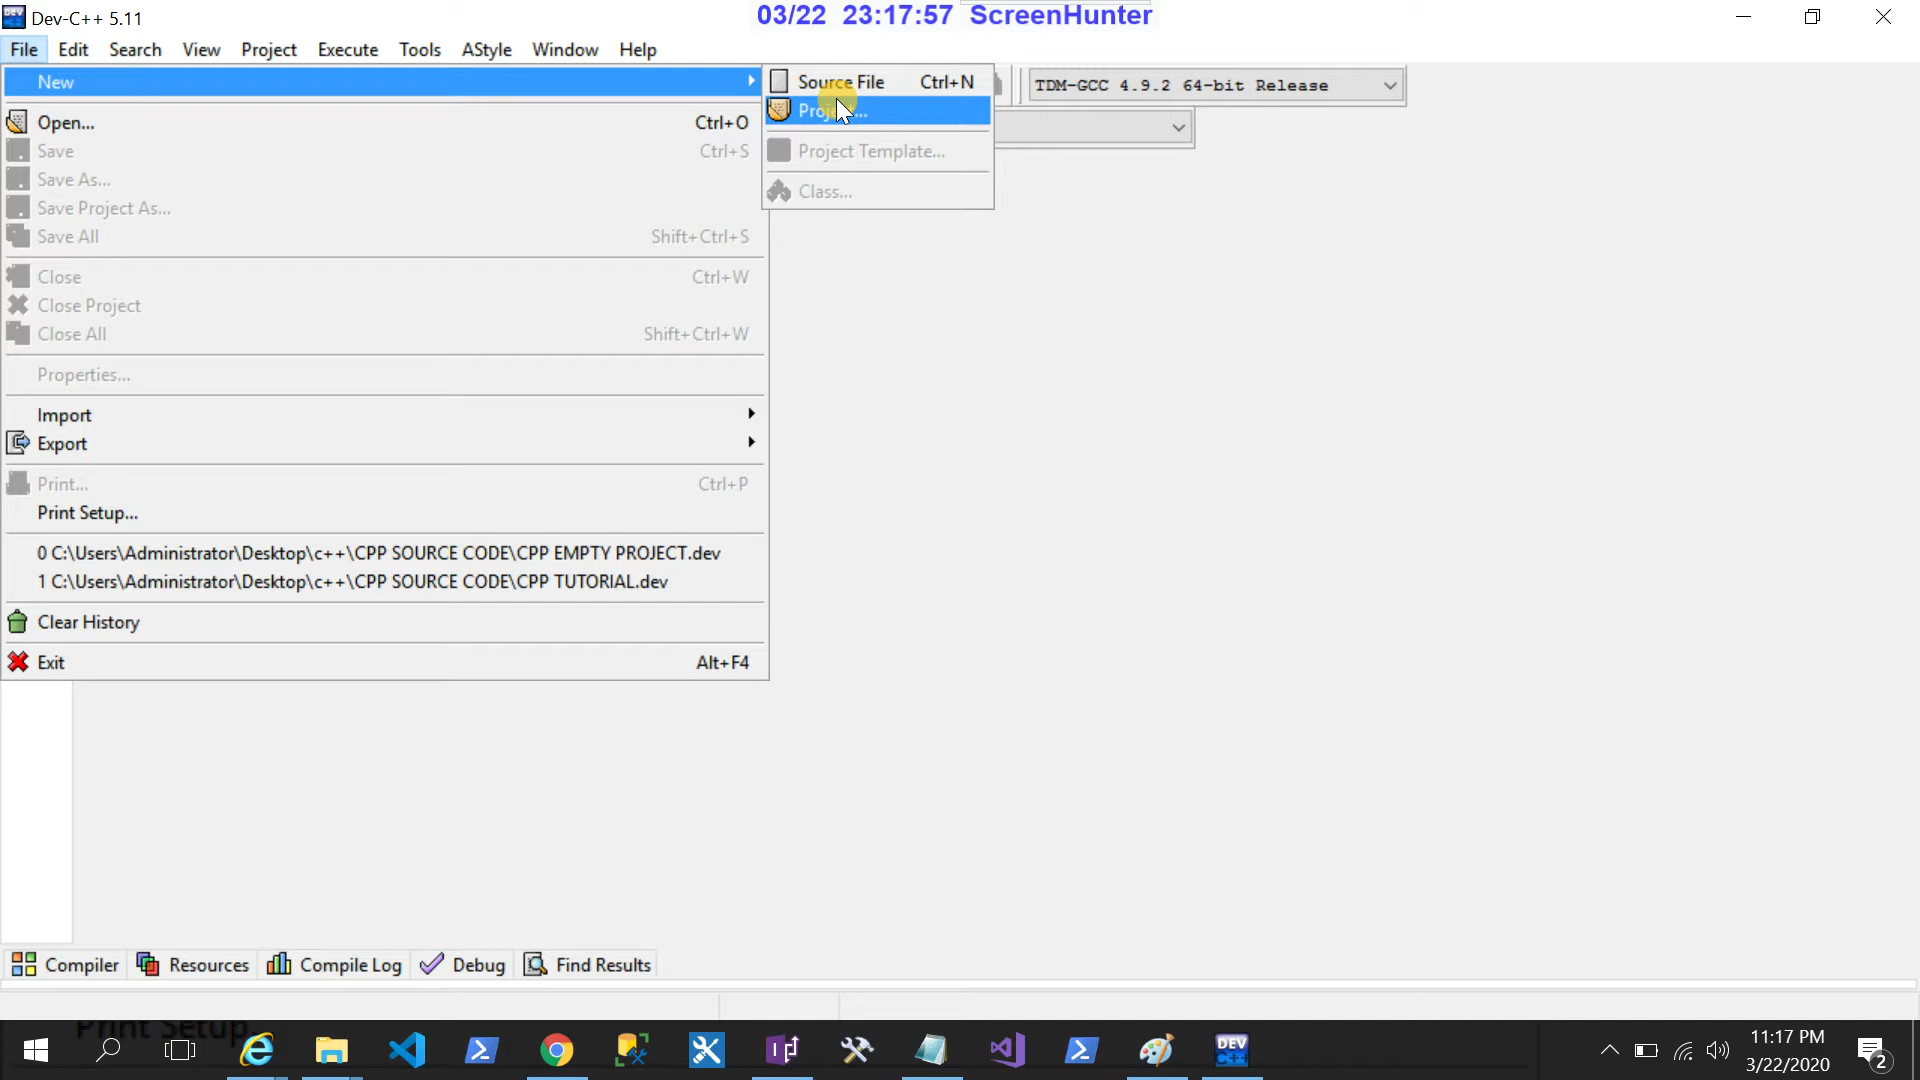 Dev-C++ 5.11
03/22 23:17:57 ScreenHunter
File Edit Search View Project Execute Tools AStyle Window Help
New
Source File Ctrl+N
TDM-GCC 4.9.2 64-bit Release
Open... Ctrl+O
Save Ctrl+S
Project Template...
Save As...
Class...
Save Project As...
Save All Shift+Ctrl+S
Close Ctrl+W
Close Project
Close All Shift+Ctrl+W
Properties...
Import
Export
Print... Ctrl+P
Print Setup...
0 C:\Users\Administrator\Desktop\c++\CPP SOURCE CODE\CPP EMPTY PROJECT.dev
1 C:\Users\Administrator\Desktop\c++\CPP SOURCE CODE\CPP TUTORIAL.dev
Clear History
Exit Alt+F4
Compiler Resources Compile Log Debug Find Results
Print Setup
DEV C++
11:17 PM
3/22/2020
2